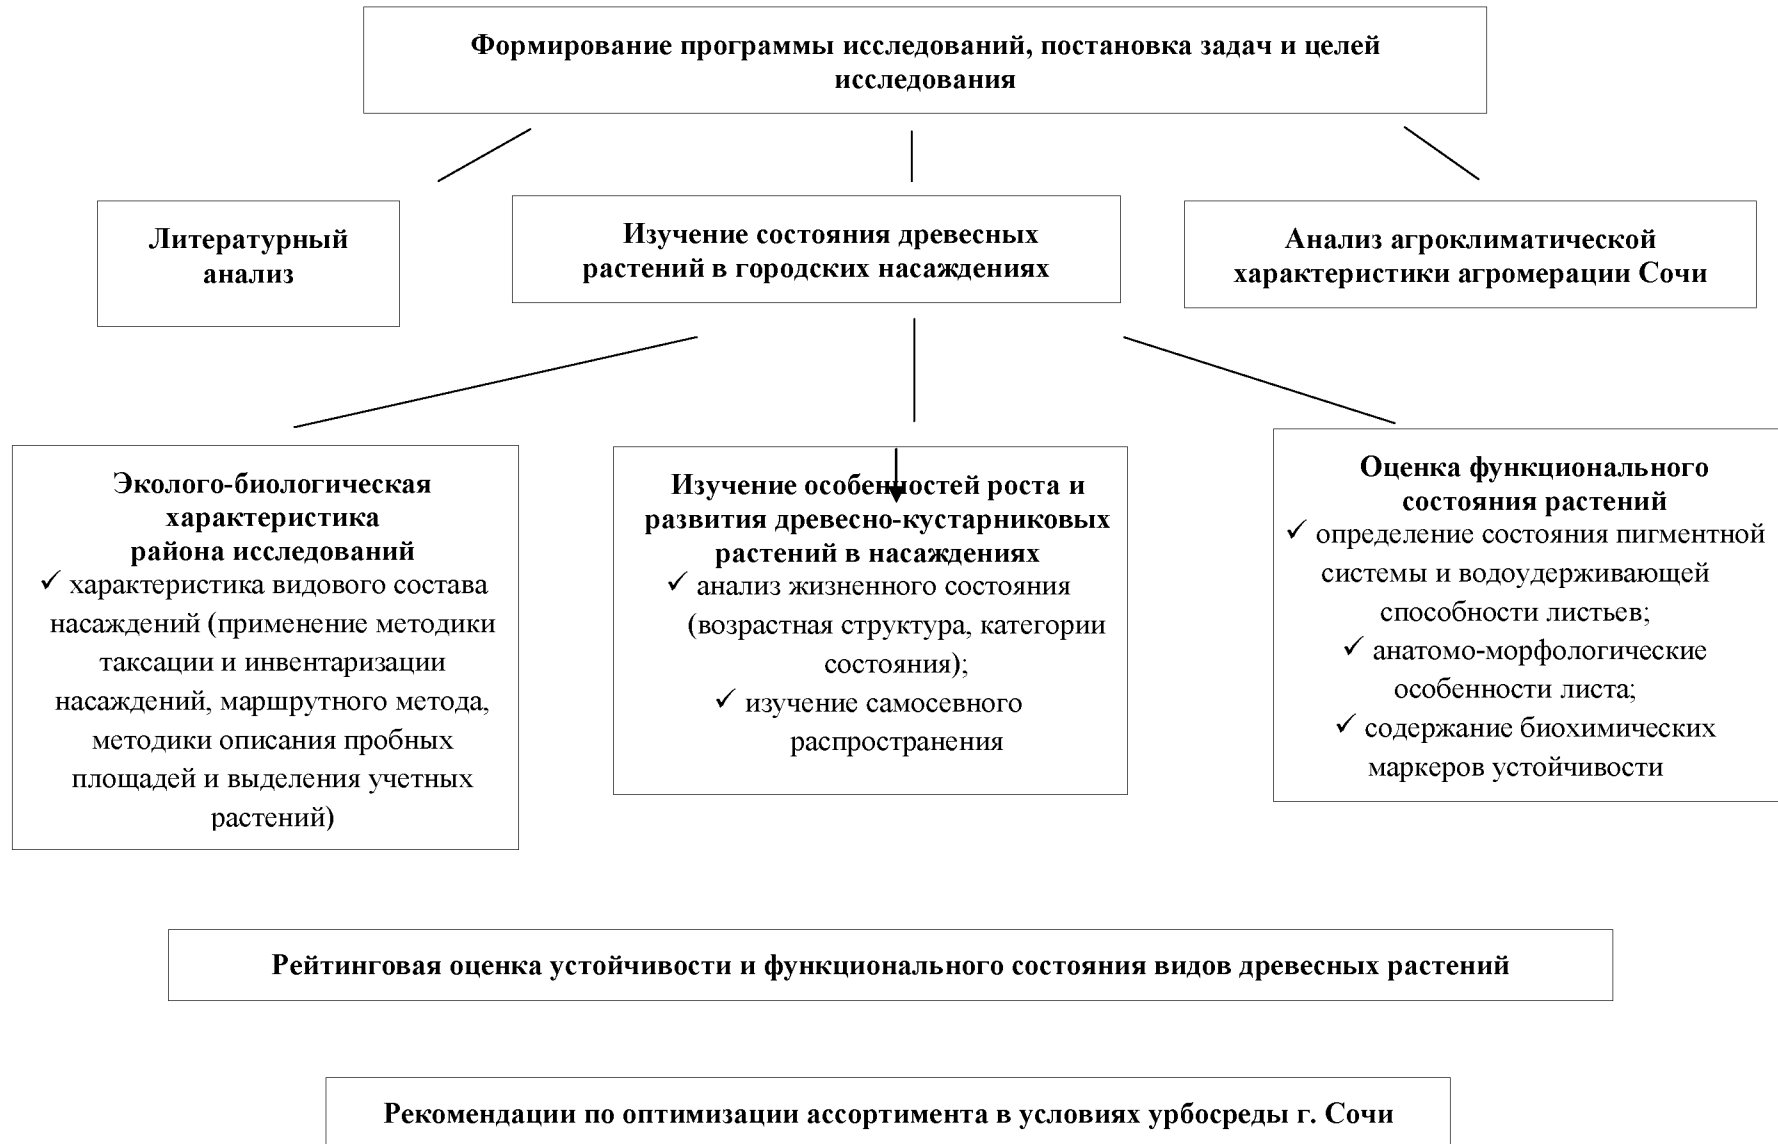 Формирование программы исследований, постановка задач и целей
исследования
Литературный
анализ
Изучение состояния древесных
растений в городских насаждениях
Анализ агроклиматической
характеристики агромерации Сочи
Эколого-биологическая
характеристика
района исследований
✓ характеристика видового состава
насаждений (применение методики
таксации и инвентаризации
насаждений, маршрутного метода,
методики описания пробных
площадей и выделения учетных
растений)
Изучение особенностей роста и
развития древесно-кустарниковых
растений в насаждениях
✓ анализ жизненного состояния
(возрастная структура, категории
состояния);
✓ изучение самосевного
распространения
Оценка функционального
состояния растений
✓ определение состояния пигментной
системы и водоудерживающей
способности листьев;
✓ анатомо-морфологические
особенности листа;
✓ содержание биохимических
маркеров устойчивости
Рейтинговая оценка устойчивости и функционального состояния видов древесных растений
Рекомендации по оптимизации ассортимента в условиях урбосреды г. Сочи